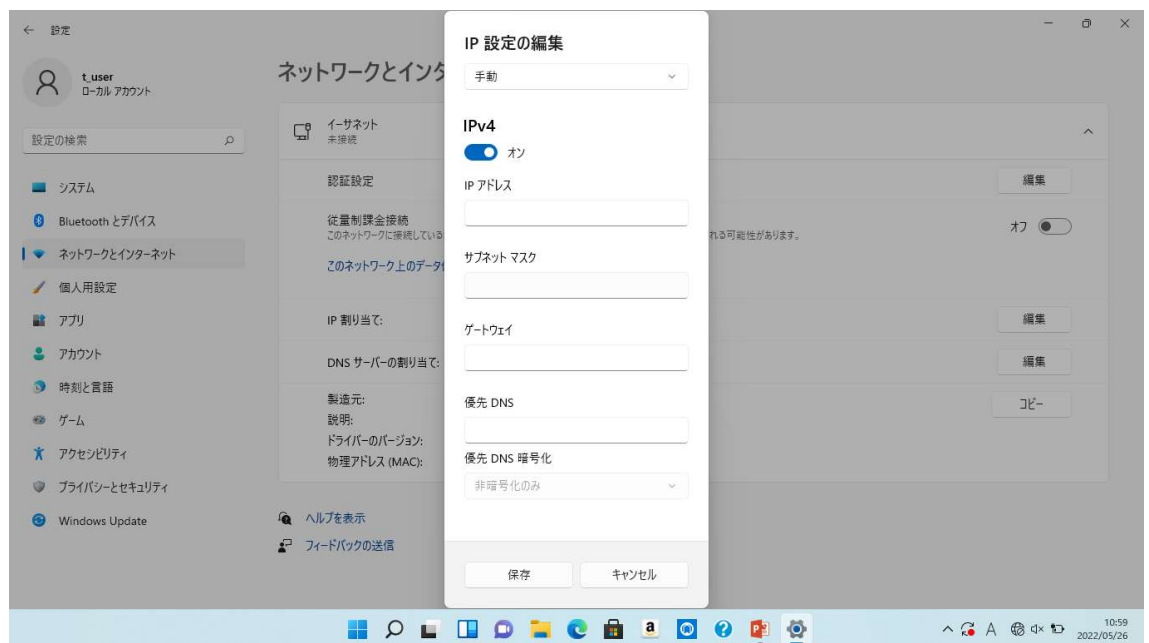 設定
t_user
ローカル アカウント
設定の検索
システム
Bluetooth とデバイス
ネットワークとインターネット
個人用設定
アプリ
アカウント
時刻と言語
ゲーム
アクセシビリティ
プライバシーとセキュリティ
Windows Update
ネットワークとインタ
イーサネット
未接続
認証設定
編集
従量制課金接続
このネットワークに接続している
れる可能性があります。
オフ
このネットワーク上のデータ
IP 割り当て:
編集
DNS サーバーの割り当て:
編集
製造元:
説明:
ドライバーのバージョン:
物理アドレス (MAC):
コピー
ヘルプを表示
フィードバックの送信
IP 設定の編集
手動
IPv4
オン
IP アドレス
サブネット マスク
ゲートウェイ
優先 DNS
優先 DNS 暗号化
非暗号化のみ
保存
キャンセル
A
10:59
2022/05/26